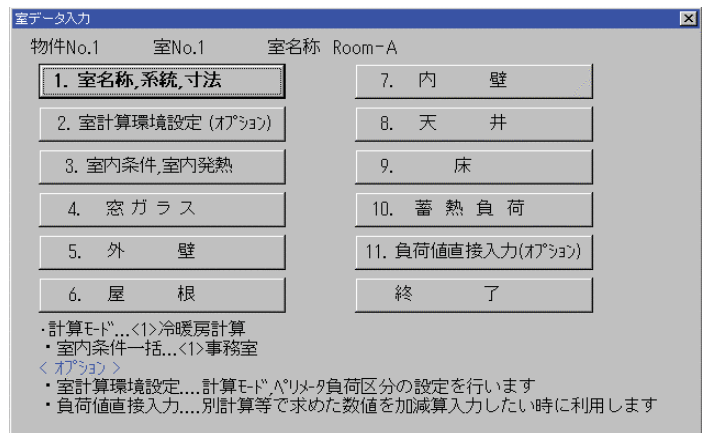 室データ入力
物件No.1 室No.1 室名称 Room-A
1. 室名称,系統,寸法
2. 室計算環境設定 (ｵﾌﾟｼｮﾝ)
3. 室内条件,室内発熱
4. 窓ガラス
5. 外 壁
6. 屋 根
7. 内 壁
8. 天 井
9. 床
10. 蓄 熱 負 荷
11. 負荷値直接入力(ｵﾌﾟｼｮﾝ)
終 了
・計算ﾓｰﾄﾞ...<1>冷暖房計算
・室内条件一括...<1>事務室
< ｵﾌﾟｼｮﾝ >
・室計算環境設定....計算ﾓｰﾄﾞ,ﾍﾟﾘﾒｰﾀ負荷区分の設定を行います
・負荷値直接入力....別計算等で求めた数値を加減算入力したい時に利用します